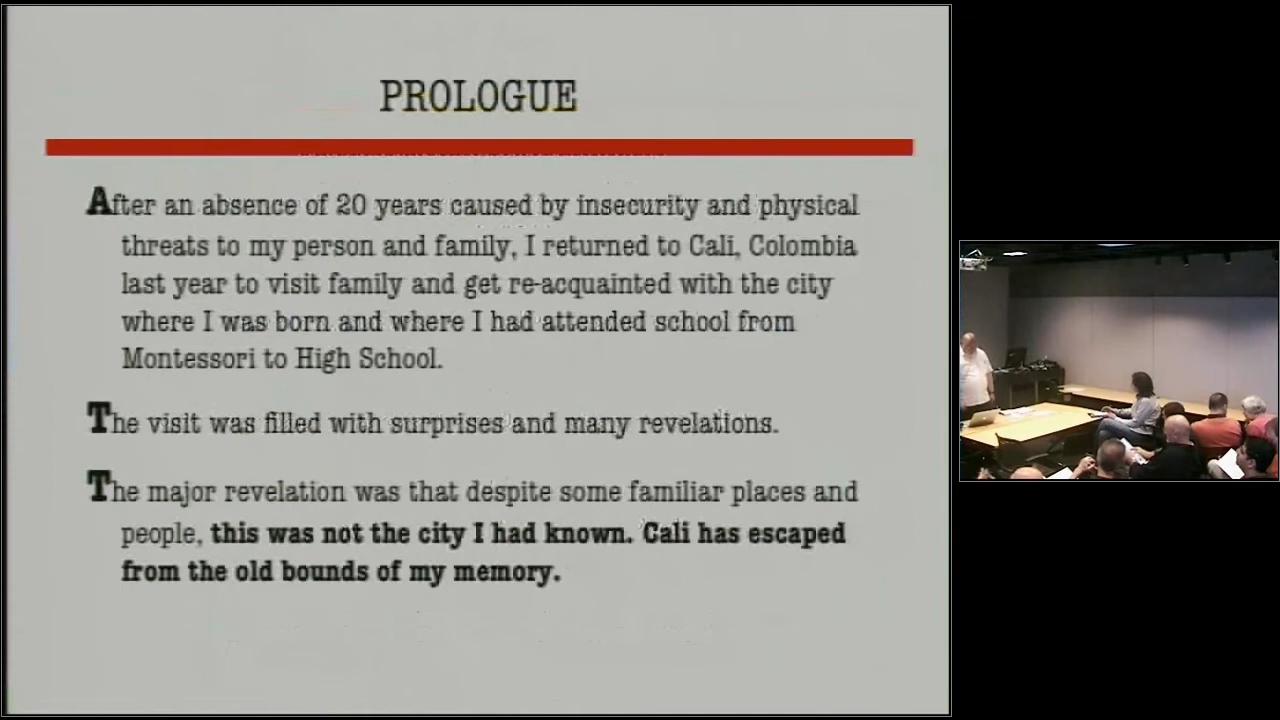 PROLOGUE
After an absence of 20 years caused by insecurity and physical
threats to my person and family, I returned to Cali, Colombia
last year to visit family and get re-acquainted with the city
where I was born and where I had attended school from
Montessori to High School.
The visit was filled with surprises and many revelations.
The major revelation was that despite some familiar places and
people, this was not the city I had known. Cali has escaped
from the old bounds of my memory.